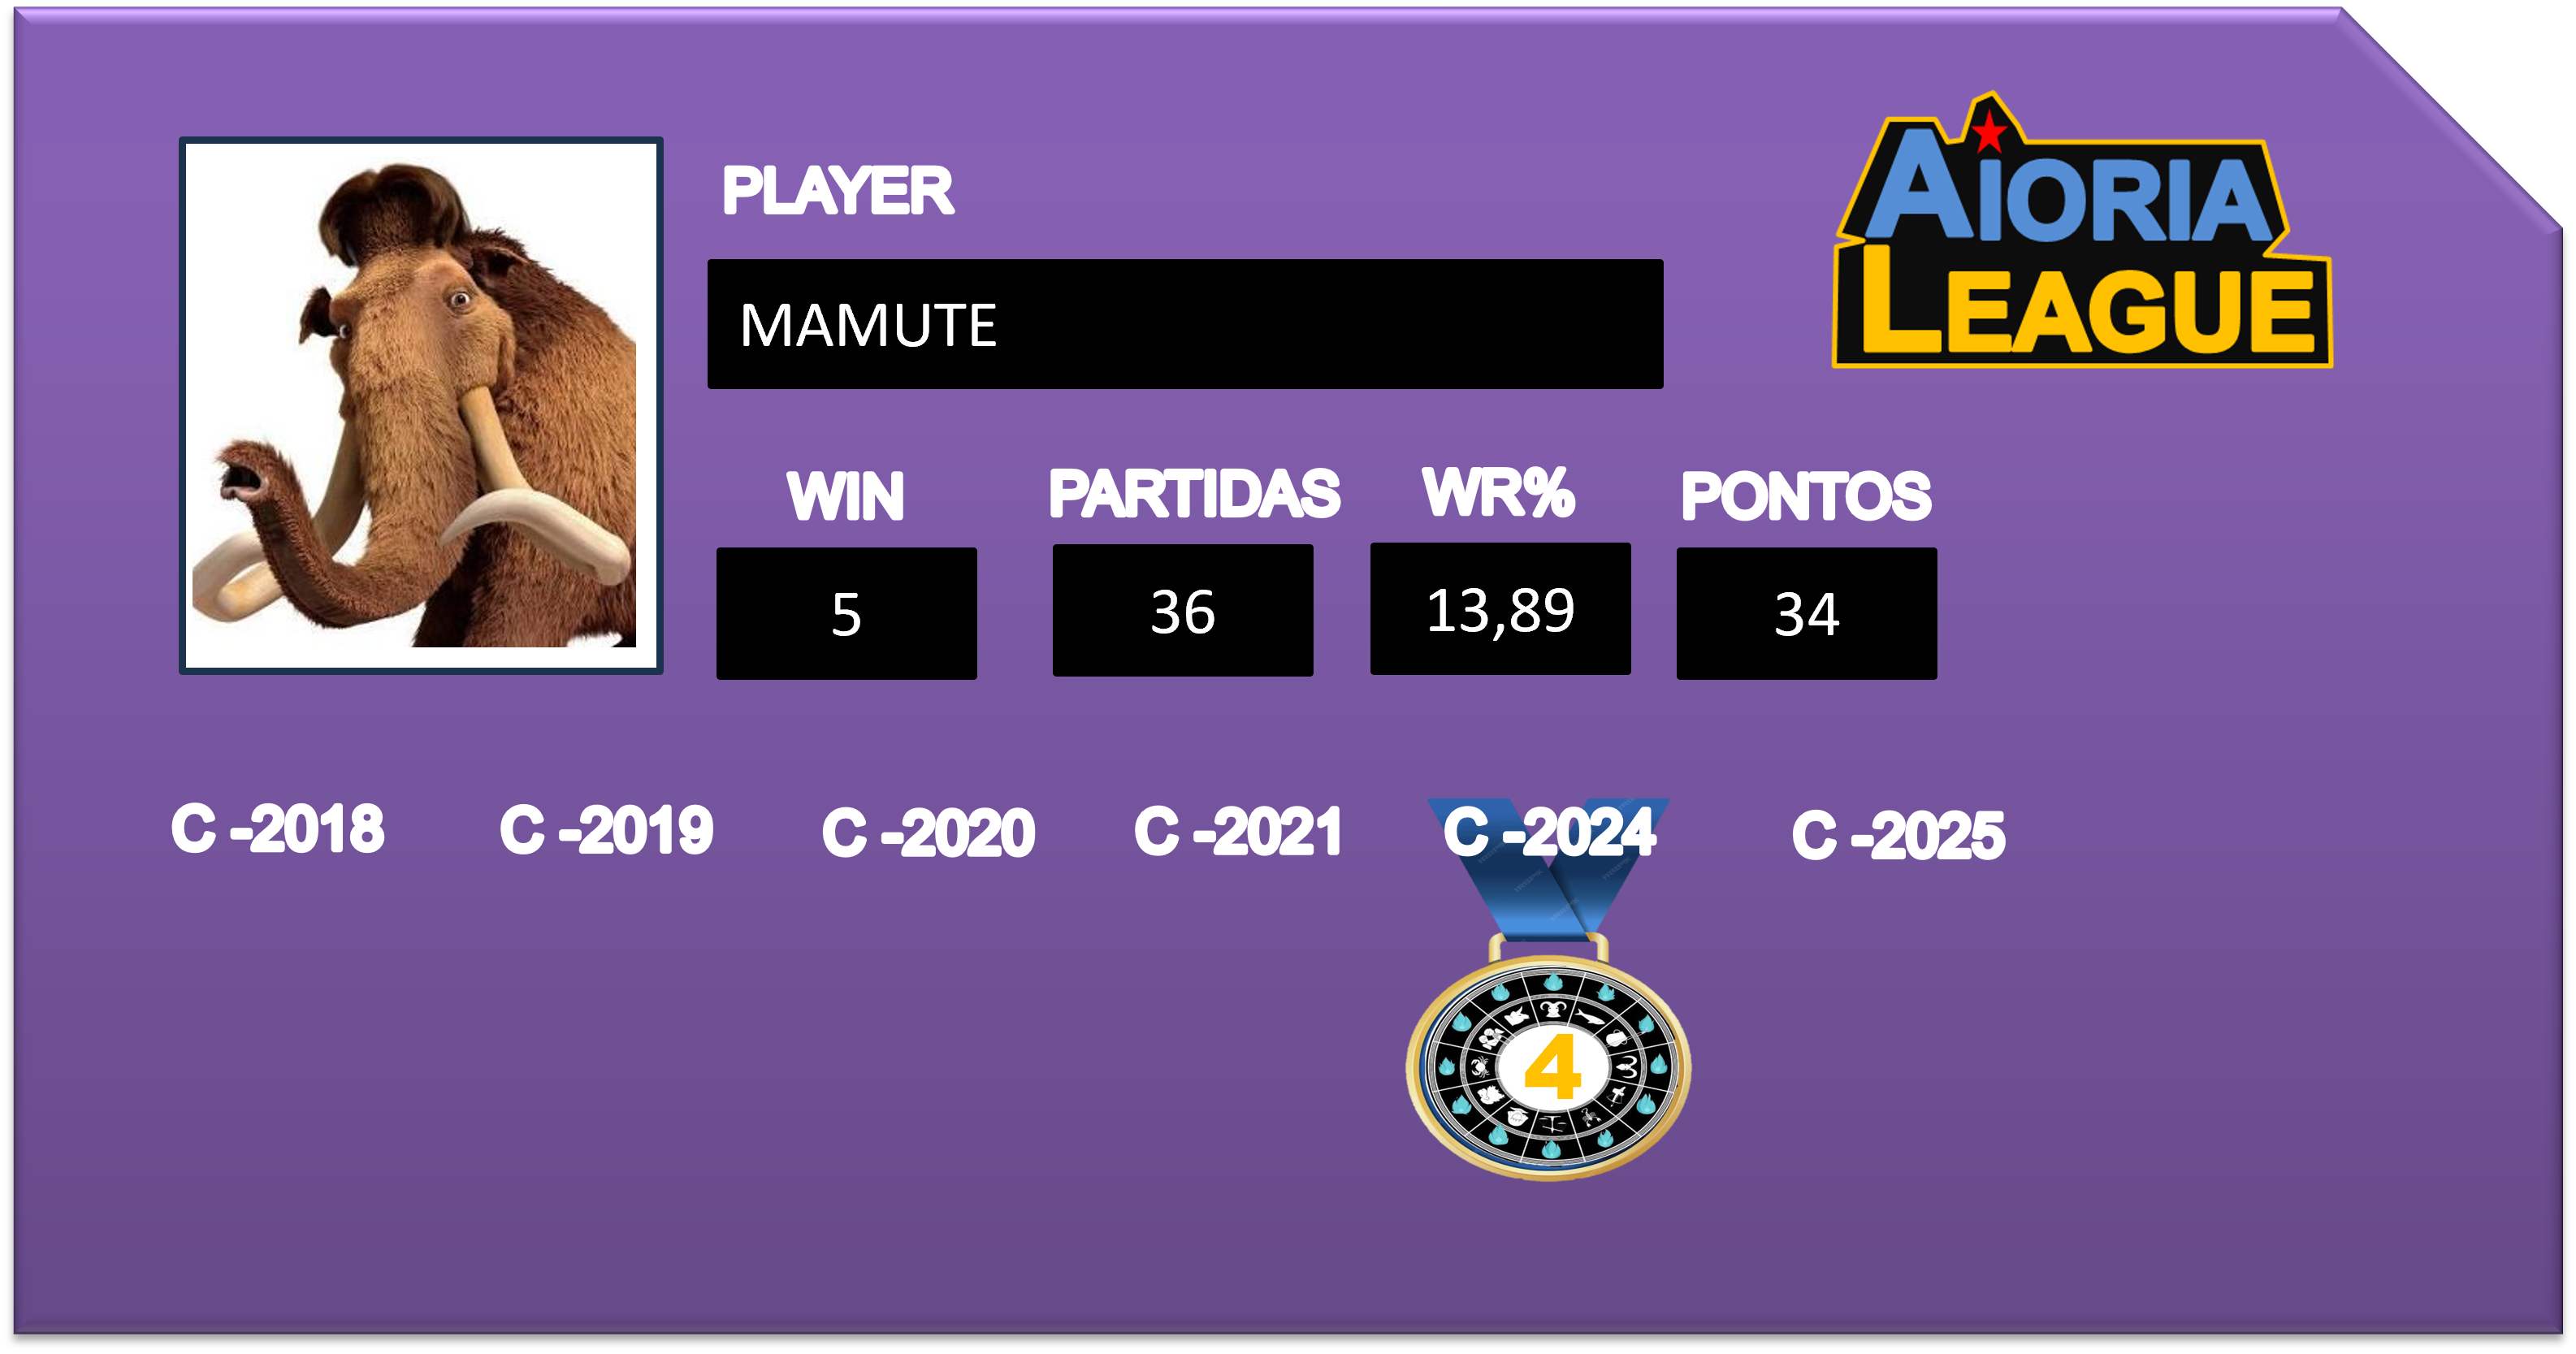 PLAYER
AIORIA
LEAGUE
MAMUTE
WIN PARTIDAS WR% PONTOS
5 36 13,89 34
C -2018 C -2019 C -2020 C -2021 C -2024 C -2025
4